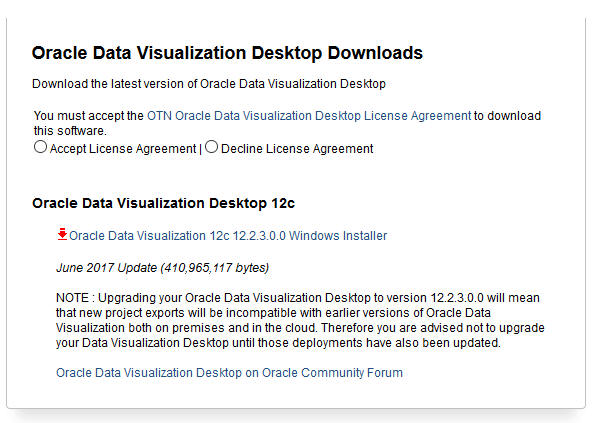 Oracle Data Visualization Desktop Downloads
Download the latest version of Oracle Data Visualization Desktop
You must accept the OTN Oracle Data Visualization Desktop License Agreement to download
this software.
Accept License Agreement | Decline License Agreement
Oracle Data Visualization Desktop 12c
Oracle Data Visualization 12c 12.2.3.0.0 Windows Installer
June 2017 Update (410,965,117 bytes)
NOTE : Upgrading your Oracle Data Visualization Desktop to version 12.2.3.0.0 will mean
that new project exports will be incompatible with earlier versions of Oracle Data
Visualization both on premises and in the cloud. Therefore you are advised not to upgrade
your Data Visualization Desktop until those deployments have also been updated.
Oracle Data Visualization Desktop on Oracle Community Forum